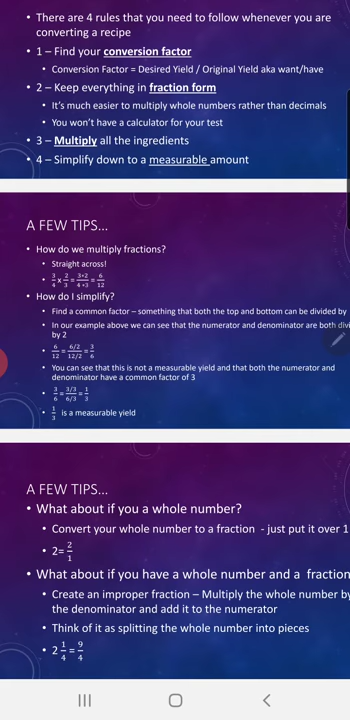 • There are 4 rules that you need to follow whenever you are
converting a recipe
• 1 – Find your conversion factor
• Conversion Factor = Desired Yield / Original Yield aka want/have
• 2 – Keep everything in fraction form
• It's much easier to multiply whole numbers rather than decimals
• You won't have a calculator for your test
• 3 – Multiply all the ingredients
• 4 – Simplify down to a measurable amount
A FEW TIPS...
• How do we multiply fractions?
• Straight across!
• 3/4 x 2/3 = 3*2/4*3 = 6/12
• How do I simplify?
• Find a common factor – something that both the top and bottom can be divided by
• In our example above we can see that the numerator and denominator are both divi
by 2
• 6/12 = 6/2/12/2 = 3/6
• You can see that this is not a measurable yield and that both the numerator and
denominator have a common factor of 3
• 3/6 = 3/3/6/3 = 1/3
• 1/3 is a measurable yield
A FEW TIPS...
• What about if you a whole number?
• Convert your whole number to a fraction - just put it over 1
• 2= 2/1
• What about if you have a whole number and a fraction
• Create an improper fraction – Multiply the whole number by
the denominator and add it to the numerator
• Think of it as splitting the whole number into pieces
• 2 1/4 = 9/4